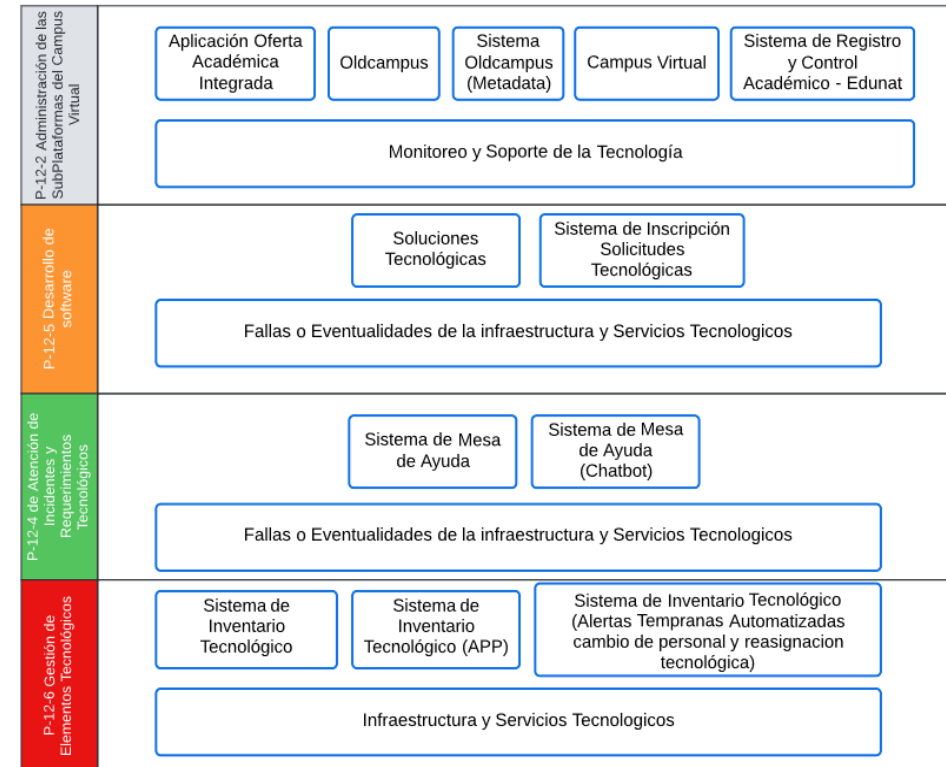 P-12-2 Administración de las
SubPlataformas del Campus
Virtual
Aplicación Oferta
Académica
Integrada
Oldcampus
Sistema
Oldcampus
(Metadata)
Campus Virtual
Sistema de Registro
y Control
Académico - Edunat
Monitoreo y Soporte de la Tecnología
P-12-5 Desarrollo de
software
Soluciones
Tecnológicas
Sistema de Inscripción
Solicitudes
Tecnológicas
Fallas o Eventualidades de la infraestructura y Servicios Tecnologicos
P-12-4 de Atención de
Incidentes y
Requerimientos
Tecnológicos
Sistema de Mesa
de Ayuda
Sistema de Mesa
de Ayuda
(Chatbot)
Fallas o Eventualidades de la infraestructura y Servicios Tecnologicos
P-12-6 Gestión de
Elementos Tecnológicos
Sistema de
Inventario
Tecnológico
Sistema de
Inventario
Tecnológico (APP)
Sistema de Inventario Tecnológico
(Alertas Tempranas Automatizadas
cambio de personal y reasignacion
tecnológica)
Infraestructura y Servicios Tecnologicos